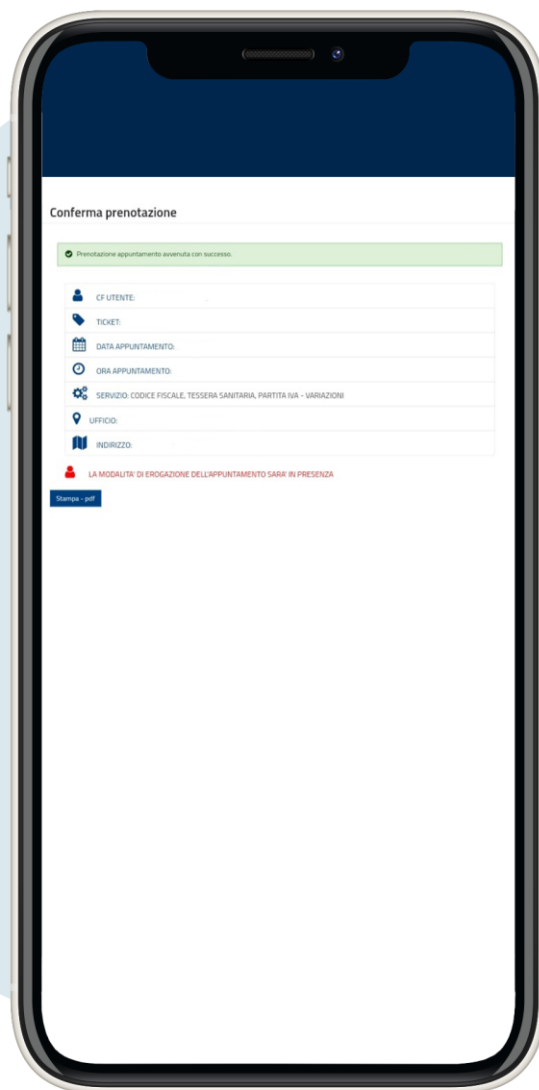 Conferma prenotazione
Prenotazione appuntamento avvenuta con successo.
CF UTENTE:
TICKET:
DATA APPUNTAMENTO:
ORA APPUNTAMENTO:
SERVIZIO: CODICE FISCALE, TESSERA SANITARIA, PARTITA IVA - VARIAZIONI
UFFICIO:
INDIRIZZO:
LA MODALITA' DI EROGAZIONE DELL'APPUNTAMENTO SARA' IN PRESENZA
Stampa - pdf